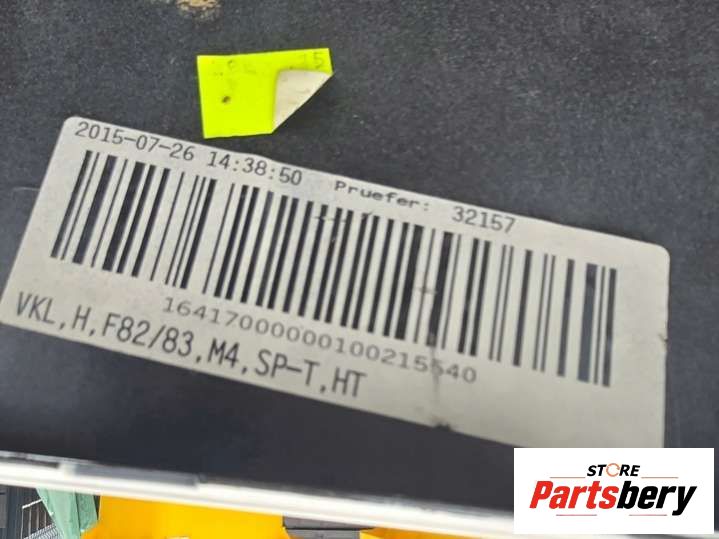 2015-07-26 14:38:50 Pruefer: 32157
16417000000100215540
VKL,H,F82/83,M4,SP-T,HT
STORE
Partsbery